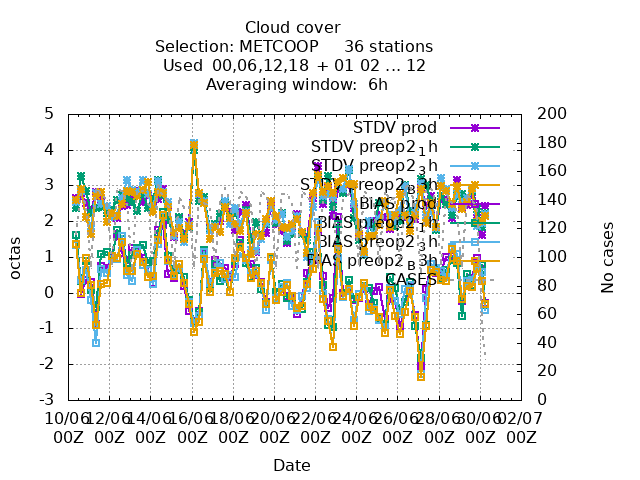 Cloud cover
Selection: METCOOP 36 stations
Used 00,06,12,18 + 01 02 ... 12
Averaging window: 6h
STDV prod
STDV preop2_1h
STDV preop2_3h
STDV preop2_B_3h
BIAS prod
BIAS preop2_1h
BIAS preop2_3h
BIAS preop2_B_3h
CASES
5
4
3
2
1
0
-1
-2
-3
octas
200
180
160
140
120
100
80
60
40
20
0
No cases
10/06 12/06 14/06 16/06 18/06 20/06 22/06 24/06 26/06 28/06 30/06 02/07
00Z 00Z 00Z 00Z 00Z 00Z 00Z 00Z 00Z 00Z 00Z 00Z
Date